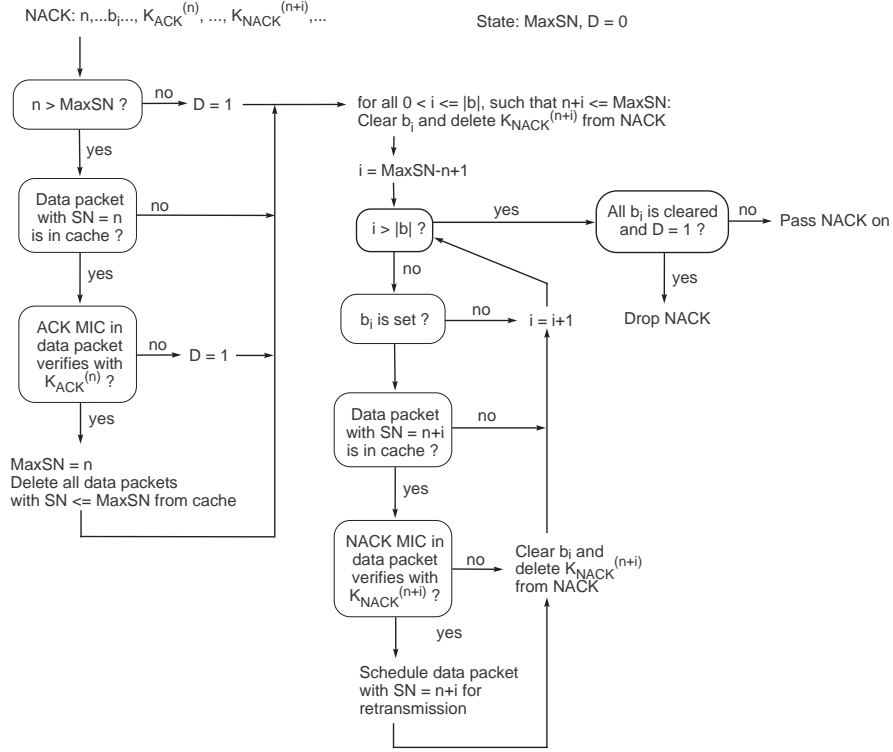 NACK: n,...b_i..., K_ACK^(n), ..., K_NACK^(n+i),...
State: MaxSN, D = 0
n > MaxSN ?
no
D = 1
yes
Data packet
with SN = n
is in cache ?
no
yes
ACK MIC in
data packet
verifies with
K_ACK^(n) ?
no
D = 1
yes
MaxSN = n
Delete all data packets
with SN <= MaxSN from cache
for all 0 < i <= |b|, such that n+i <= MaxSN:
Clear b_i and delete K_NACK^(n+i) from NACK
i = MaxSN-n+1
i > |b| ?
yes
no
All b_i is cleared
and D = 1 ?
no
Pass NACK on
yes
Drop NACK
b_i is set ?
no
i = i+1
Data packet
with SN = n+i
is in cache ?
no
yes
NACK MIC in
data packet
verifies with
K_NACK^(n+i) ?
no
Clear b_i and
delete K_NACK^(n+i)
from NACK
yes
Schedule data packet
with SN = n+i for
retransmission